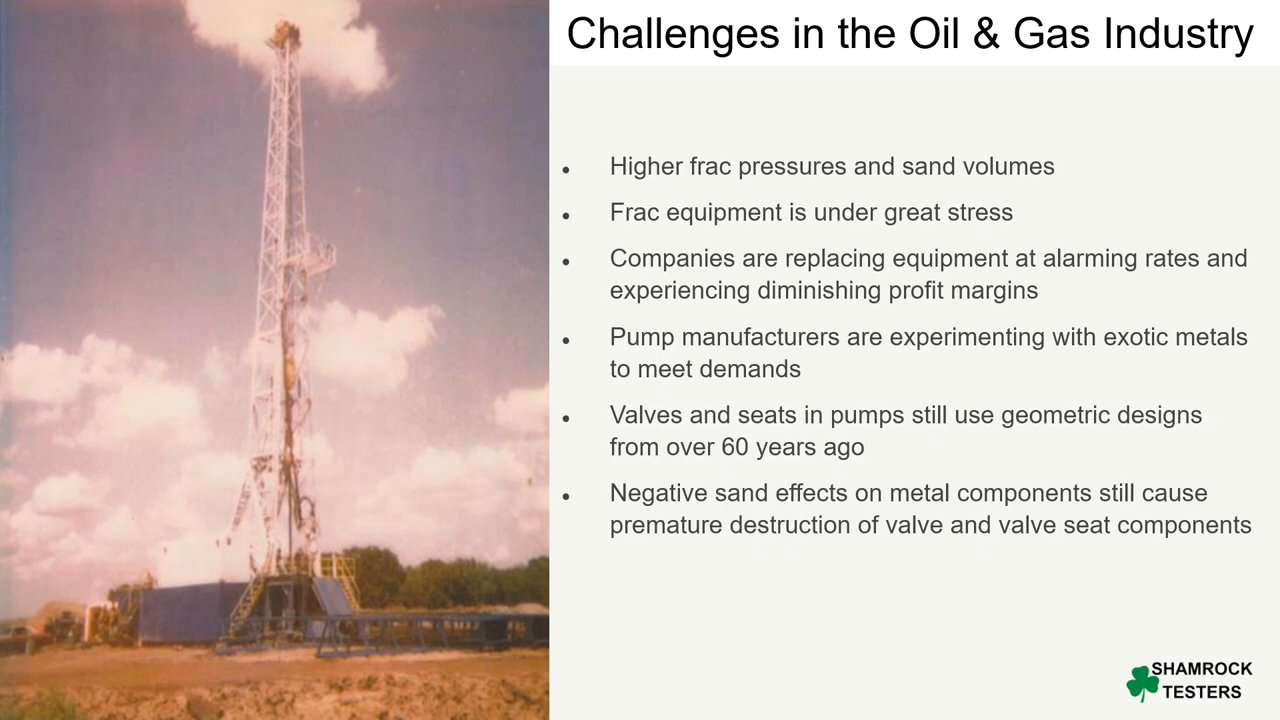 Challenges in the Oil & Gas Industry
• Higher frac pressures and sand volumes
• Frac equipment is under great stress
• Companies are replacing equipment at alarming rates and
experiencing diminishing profit margins
• Pump manufacturers are experimenting with exotic metals
to meet demands
• Valves and seats in pumps still use geometric designs
from over 60 years ago
• Negative sand effects on metal components still cause
premature destruction of valve and valve seat components
SHAMROCK
TESTERS